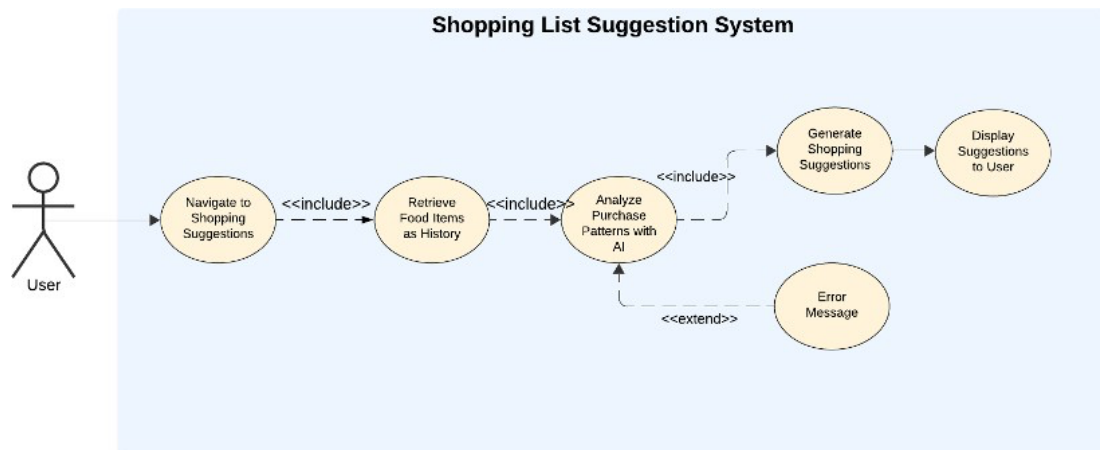 Shopping List Suggestion System
User
Navigate to
Shopping
Suggestions
<<include>>
Retrieve
Food Items
as History
<<include>>
Analyze
Purchase
Patterns with
AI
<<include>>
Generate
Shopping
Suggestions
Display
Suggestions
to User
<<extend>>
Error
Message